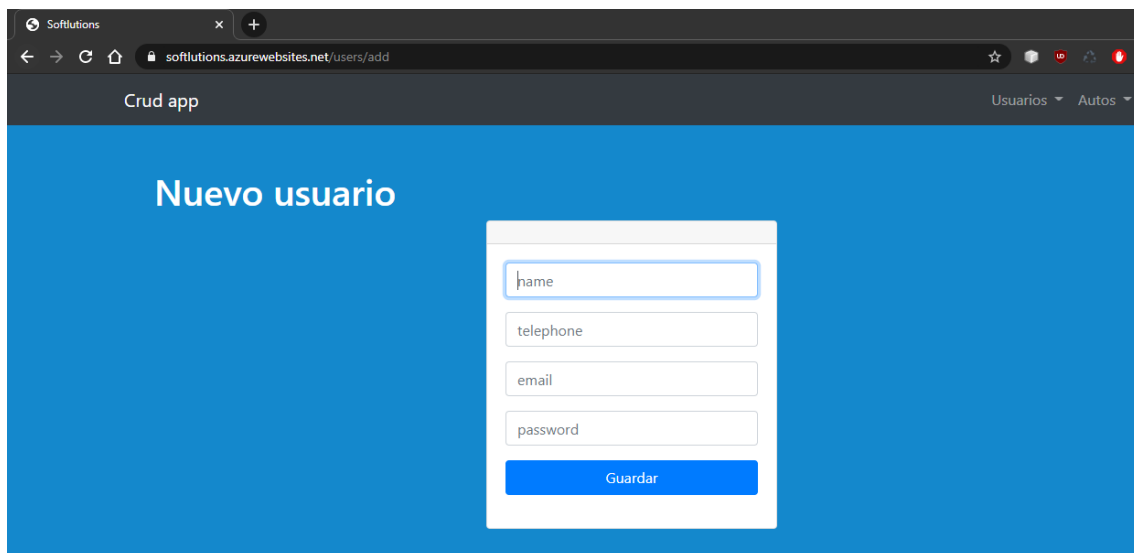 Softlutions
softlutions.azurewebsites.net/users/add
Crud app
Usuarios
Autos
Nuevo usuario
name
telephone
email
password
Guardar